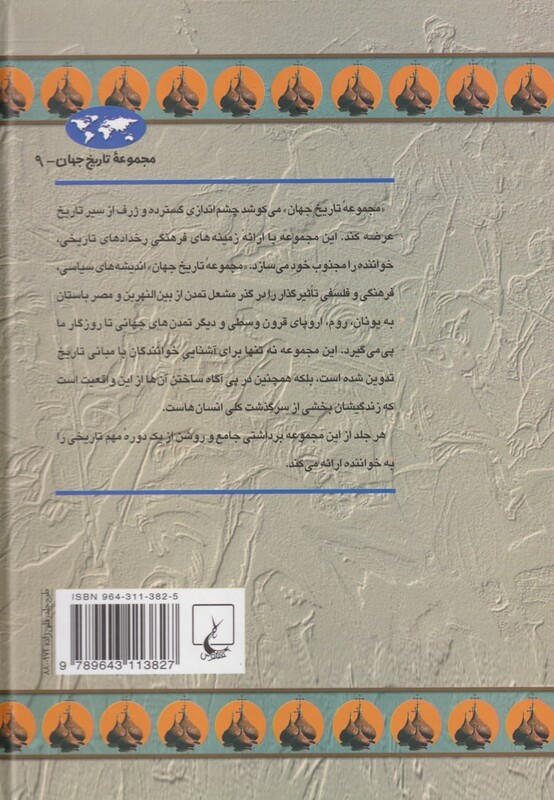 مجموعهٔ تاریخ جهان - ۹
«مجموعهٔ تاریخ جهان» می‌کوشد چشم‌اندازی گسترده و ژرف از سیر تاریخ
عرضه کند. این مجموعه با ارائه زمینه‌های فرهنگی رخدادهای تاریخی،
خواننده را مجذوب خود می‌سازد. «مجموعه تاریخ جهان» اندیشه‌های سیاسی،
فرهنگی و فلسفی تأثیرگذار را در گذر مشعل تمدن از بین‌النهرین و مصر باستان
به یونان، روم، اروپای قرون وسطی و دیگر تمدن‌های جهانی تا روزگار ما
پی می‌گیرد. این مجموعه نه تنها برای آشنایی خوانندگان با مبانی تاریخ
تدوین شده است، بلکه همچنین در پی آگاه ساختن آن‌ها از این واقعیت است
که زندگیشان بخشی از سرگذشت کلی انسان‌هاست.
هر جلد از این مجموعه برداشتی جامع و روشن از یک دوره مهم تاریخی را
به خواننده ارائه می‌کند.
ISBN 964-311-382-5
9 789643 113827
ققنوس
طرح جلد: